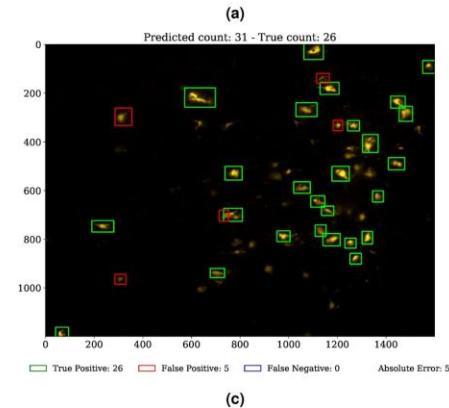 (a)
Predicted count: 31 - True count: 26
0
200
400
600
800
1000
0 200 400 600 800 1000 1200 1400
True Positive: 26 False Positive: 5 False Negative: 0 Absolute Error: 5
(c)